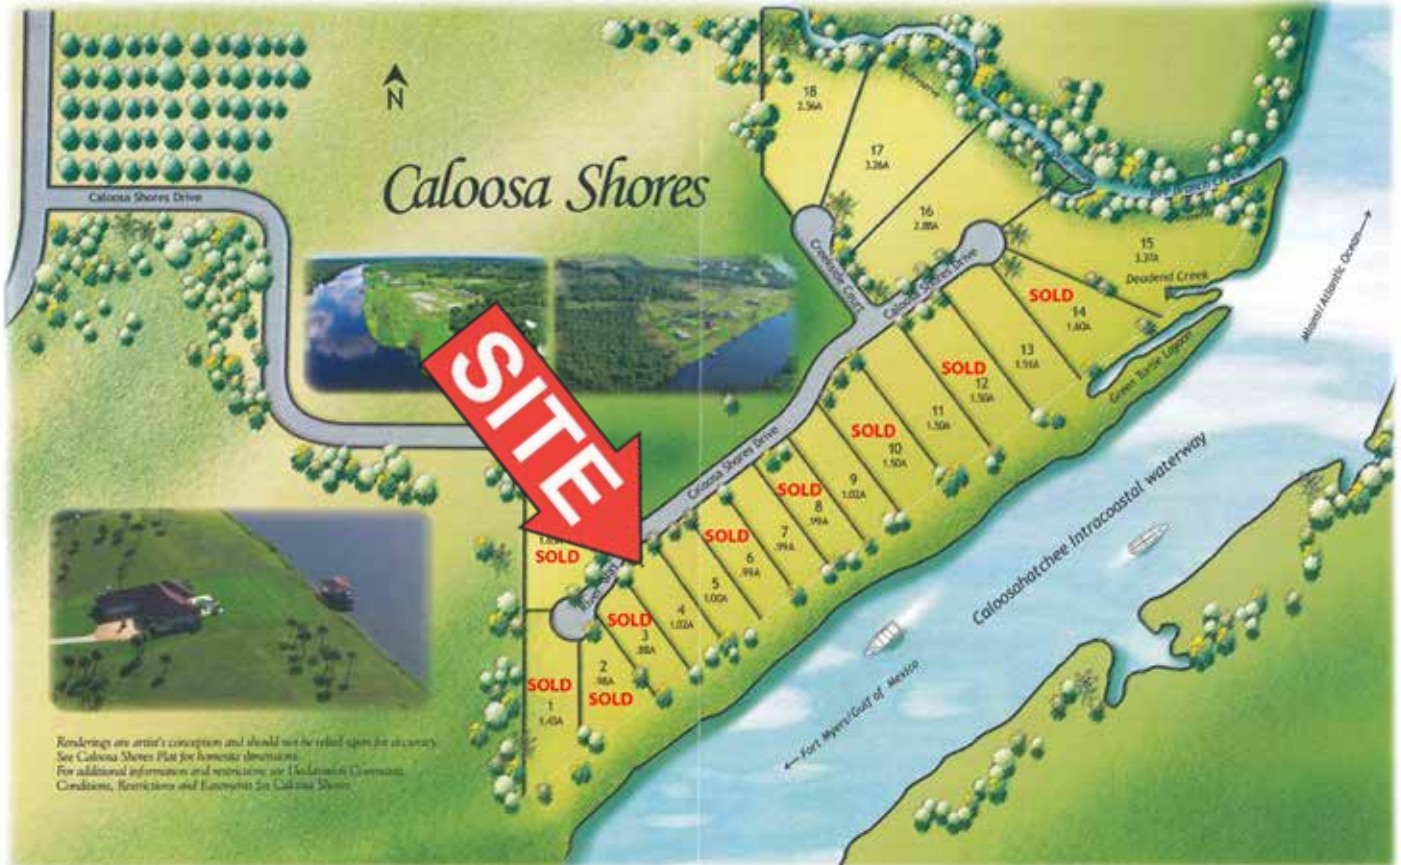 N
Caloosa Shores
Caloosa Shores Drive
18
2.56A
17
3.26A
16
2.88A
15
3.37A
Deadend Creek
Creekside Court
Caloosa Shores Drive
SOLD
14
1.60A
Green Turtle Lagoon
Miami/Atlantic Ocean
13
1.51A
SOLD
12
1.50A
11
1.50A
SOLD
10
1.50A
9
1.02A
SOLD
8
.99A
7
.99A
SOLD
6
.99A
5
1.00A
4
1.02A
SOLD
3
.88A
2
.98A
SOLD
SOLD
1
1.43A
SOLD
Caloosa Shores Drive
SITE
Caloosahatchee Intracoastal waterway
Fort Myers/Gulf of Mexico
Renderings are artist's conception and should not be relied upon for accuracy.
See Caloosa Shores Plat for homesite dimensions.
For additional information and restrictions see Declaration Covenants,
Conditions, Restrictions and Easements for Caloosa Shores.